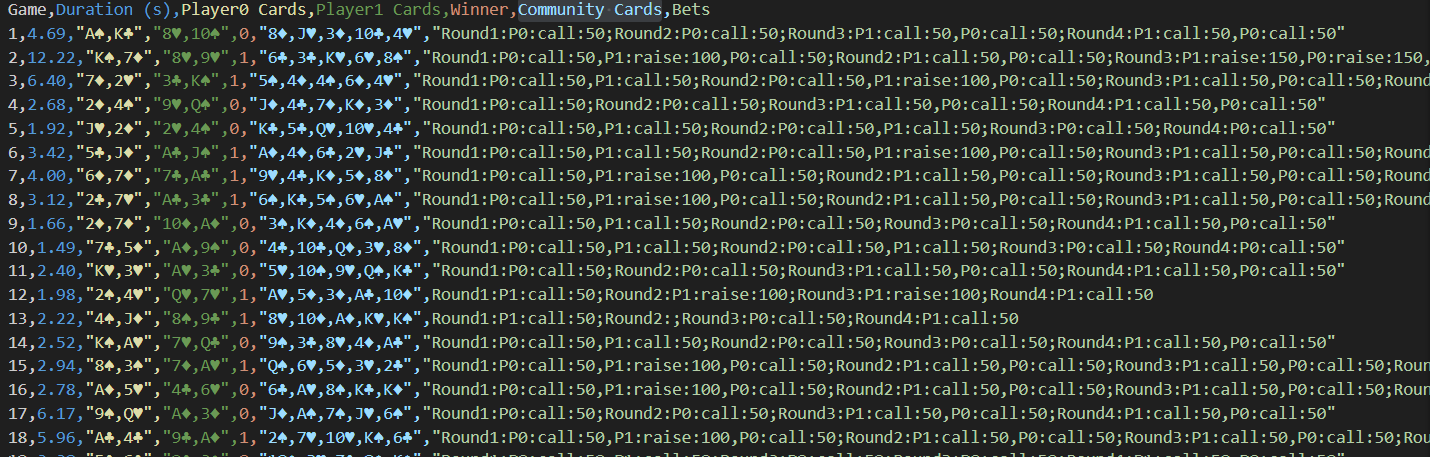 Game,Duration (s),Player0 Cards,Player1 Cards,Winner,Community Cards,Bets
1,4.69,"A♠,K♣","8♥,10♠",0,"8♦,J♥,3♦,10♣,4♥","Round1:P0:call:50;Round2:P0:call:50;Round3:P1:call:50,P0:call:50;Round4:P1:call:50,P0:call:50"
2,12.22,"K♠,7♦","8♥,9♥",1,"6♣,3♣,K♥,6♥,8♠","Round1:P0:call:50,P1:raise:100,P0:call:50;Round2:P1:call:50,P0:call:50;Round3:P1:raise:150,P0:raise:150,
3,6.40,"7♦,2♥","3♣,K♠",1,"5♠,4♦,4♠,6♦,4♥","Round1:P0:call:50,P1:call:50;Round2:P0:call:50,P1:raise:100,P0:call:50;Round3:P1:call:50,P0:call:50;Round
4,2.68,"2♦,4♠","9♥,Q♠",0,"J♦,4♣,7♦,K♦,3♦","Round1:P0:call:50;Round2:P0:call:50;Round3:P1:call:50,P0:call:50;Round4:P1:call:50,P0:call:50"
5,1.92,"J♥,2♦","2♥,4♠",0,"K♣,5♣,Q♥,10♥,4♣","Round1:P0:call:50,P1:call:50;Round2:P0:call:50,P1:call:50;Round3:P0:call:50;Round4:P0:call:50"
6,3.42,"5♣,J♦","A♣,J♠",1,"A♦,4♦,6♣,2♥,J♣","Round1:P0:call:50,P1:call:50;Round2:P0:call:50,P1:raise:100,P0:call:50;Round3:P1:call:50,P0:call:50;Round
7,4.00,"6♦,7♦","7♣,A♣",1,"9♥,4♣,K♦,5♦,8♦","Round1:P0:call:50,P1:raise:100,P0:call:50;Round2:P1:call:50,P0:call:50;Round3:P1:call:50,P0:call:50;Round
8,3.12,"2♣,7♥","A♣,3♣",1,"6♠,K♣,5♠,6♥,A♠","Round1:P0:call:50,P1:raise:100,P0:call:50;Round2:P1:call:50,P0:call:50;Round3:P1:call:50,P0:call:50;Round
9,1.66,"2♦,7♦","10♦,A♦",0,"3♠,K♦,4♦,6♠,A♥","Round1:P0:call:50,P1:call:50;Round2:P0:call:50;Round3:P0:call:50;Round4:P1:call:50,P0:call:50"
10,1.49,"7♣,5♦","A♦,9♠",0,"4♣,10♣,Q♦,3♥,8♦","Round1:P0:call:50,P1:call:50;Round2:P0:call:50,P1:call:50;Round3:P0:call:50;Round4:P0:call:50"
11,2.40,"K♥,3♥","A♥,3♣",0,"5♥,10♠,9♥,Q♠,K♣","Round1:P0:call:50;Round2:P0:call:50;Round3:P1:call:50,P0:call:50;Round4:P1:call:50,P0:call:50"
12,1.98,"2♠,4♥","Q♥,7♥",1,"A♥,5♦,3♦,A♣,10♦",Round1:P1:call:50;Round2:P1:raise:100;Round3:P1:raise:100;Round4:P1:call:50
13,2.22,"4♠,J♦","8♠,9♣",1,"8♥,10♦,A♦,K♥,K♠",Round1:P1:call:50;Round2:;Round3:P0:call:50;Round4:P1:call:50
14,2.52,"K♠,A♥","7♥,Q♣",0,"9♠,3♣,8♥,4♦,A♣","Round1:P0:call:50,P1:call:50;Round2:P0:call:50;Round3:P0:call:50;Round4:P1:call:50,P0:call:50"
15,2.94,"8♠,3♠","7♦,A♥",1,"Q♠,6♥,5♦,3♥,2♣","Round1:P0:call:50,P1:raise:100,P0:call:50;Round2:P1:call:50,P0:call:50;Round3:P1:call:50,P0:call:50;Rou
16,2.78,"A♦,5♥","4♣,6♥",0,"6♣,A♥,8♠,K♣,K♦","Round1:P0:call:50,P1:raise:100,P0:call:50;Round2:P1:call:50,P0:call:50;Round3:P0:call:50;Round4:P0:call:50"
17,6.17,"9♠,Q♥","A♦,3♦",0,"J♦,A♠,7♠,J♥,6♠","Round1:P0:call:50;Round2:P0:call:50;Round3:P1:call:50,P0:call:50;Round4:P1:call:50,P0:call:50"
18,5.96,"A♣,4♣","9♣,A♦",1,"2♠,7♥,10♥,K♠,6♣","Round1:P0:call:50,P1:raise:100,P0:call:50;Round2:P1:call:50,P0:call:50;Round3:P1:call:50,P0:call:50;Rou